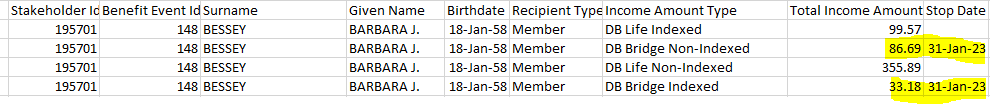 Stakeholder Id Benefit Event Id Surname Given Name Birthdate Recipient Type Income Amount Type Total Income Amount Stop Date
195701 148 BESSEY BARBARA J. 18-Jan-58 Member DB Life Indexed 99.57
195701 148 BESSEY BARBARA J. 18-Jan-58 Member DB Bridge Non-Indexed 86.69 31-Jan-23
195701 148 BESSEY BARBARA J. 18-Jan-58 Member DB Life Non-Indexed 355.89
195701 148 BESSEY BARBARA J. 18-Jan-58 Member DB Bridge Indexed 33.18 31-Jan-23